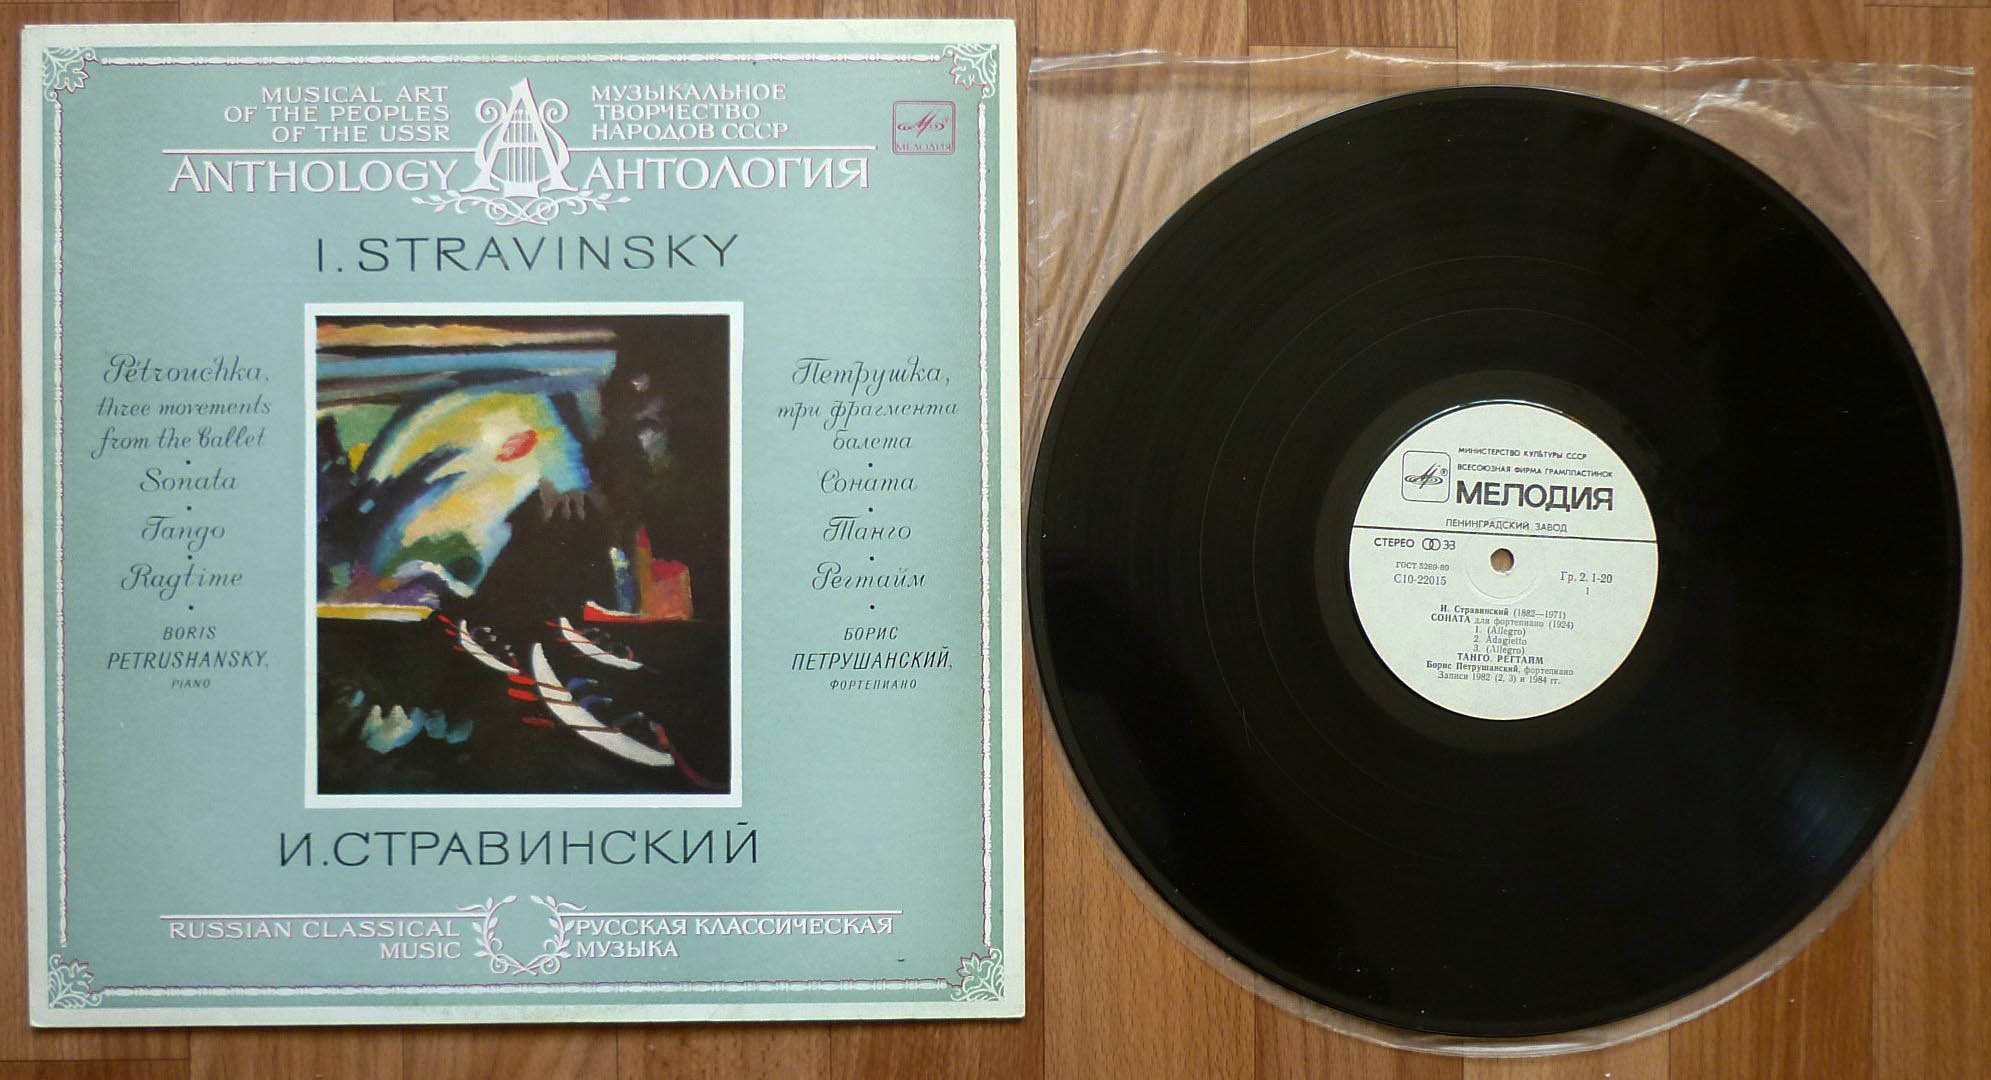 MUSICAL ART
OF THE PEOPLES
OF THE USSR
МУЗЫКАЛЬНОЕ
ТВОРЧЕСТВО
НАРОДОВ СССР
МЕЛОДИЯ
ANTHOLOGY
АНТОЛОГИЯ
I. STRAVINSKY
Pétrouchka,
three movements
from the ballet
Sonata
Tango
Ragtime
BORIS
PETRUSHANSKY,
PIANO
Петрушка,
три фрагмента
балета
Соната
Танго
Регтайм
БОРИС
ПЕТРУШАНСКИЙ,
ФОРТЕПИАНО
И. СТРАВИНСКИЙ
RUSSIAN CLASSICAL
MUSIC
РУССКАЯ КЛАССИЧЕСКАЯ
МУЗЫКА
МИНИСТЕРСТВО КУЛЬТУРЫ СССР
ВСЕСОЮЗНАЯ ФИРМА ГРАМПЛАСТИНОК
МЕЛОДИЯ
ЛЕНИНГРАДСКИЙ ЗАВОД
СТЕРЕО 33
ГОСТ 5289-80
С10-22015
Гр. 2. 1-20
1
И. Стравинский (1882—1971)
СОНАТА для фортепиано (1924)
1. (Allegro)
2. Adagietto
3. (Allegro)
ТАНГО. РЕГТАЙМ
Борис Петрушанский, фортепиано
Записи 1982 (2, 3) и 1984 гг.